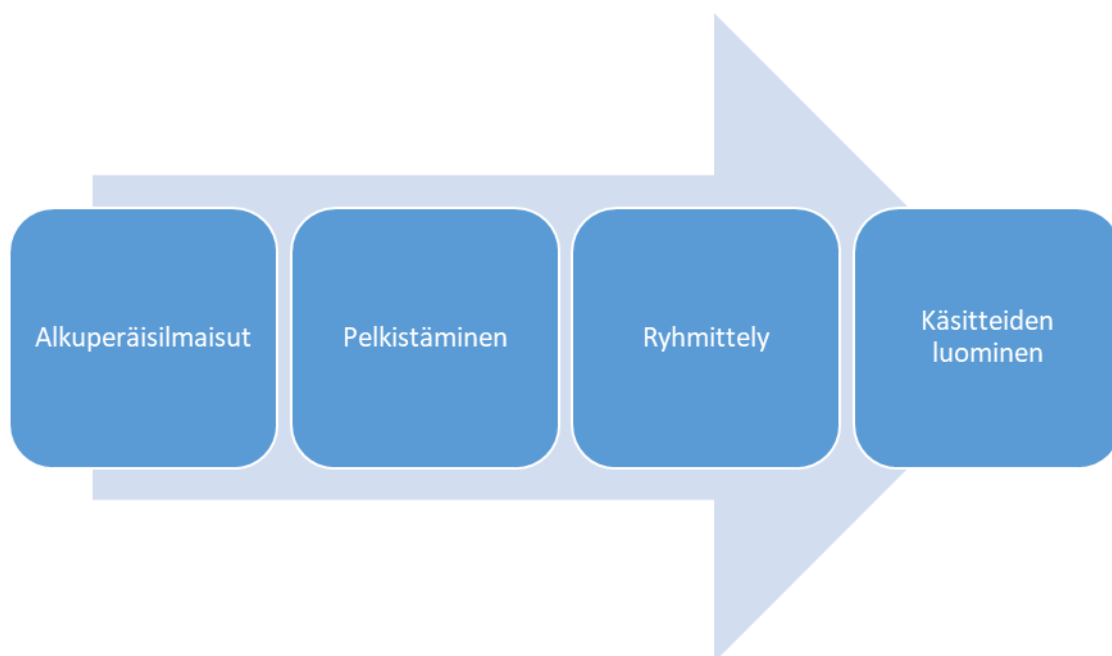 Alkuperäisilmaisut
Pelkistäminen
Ryhmittely
Käsitteiden
luominen